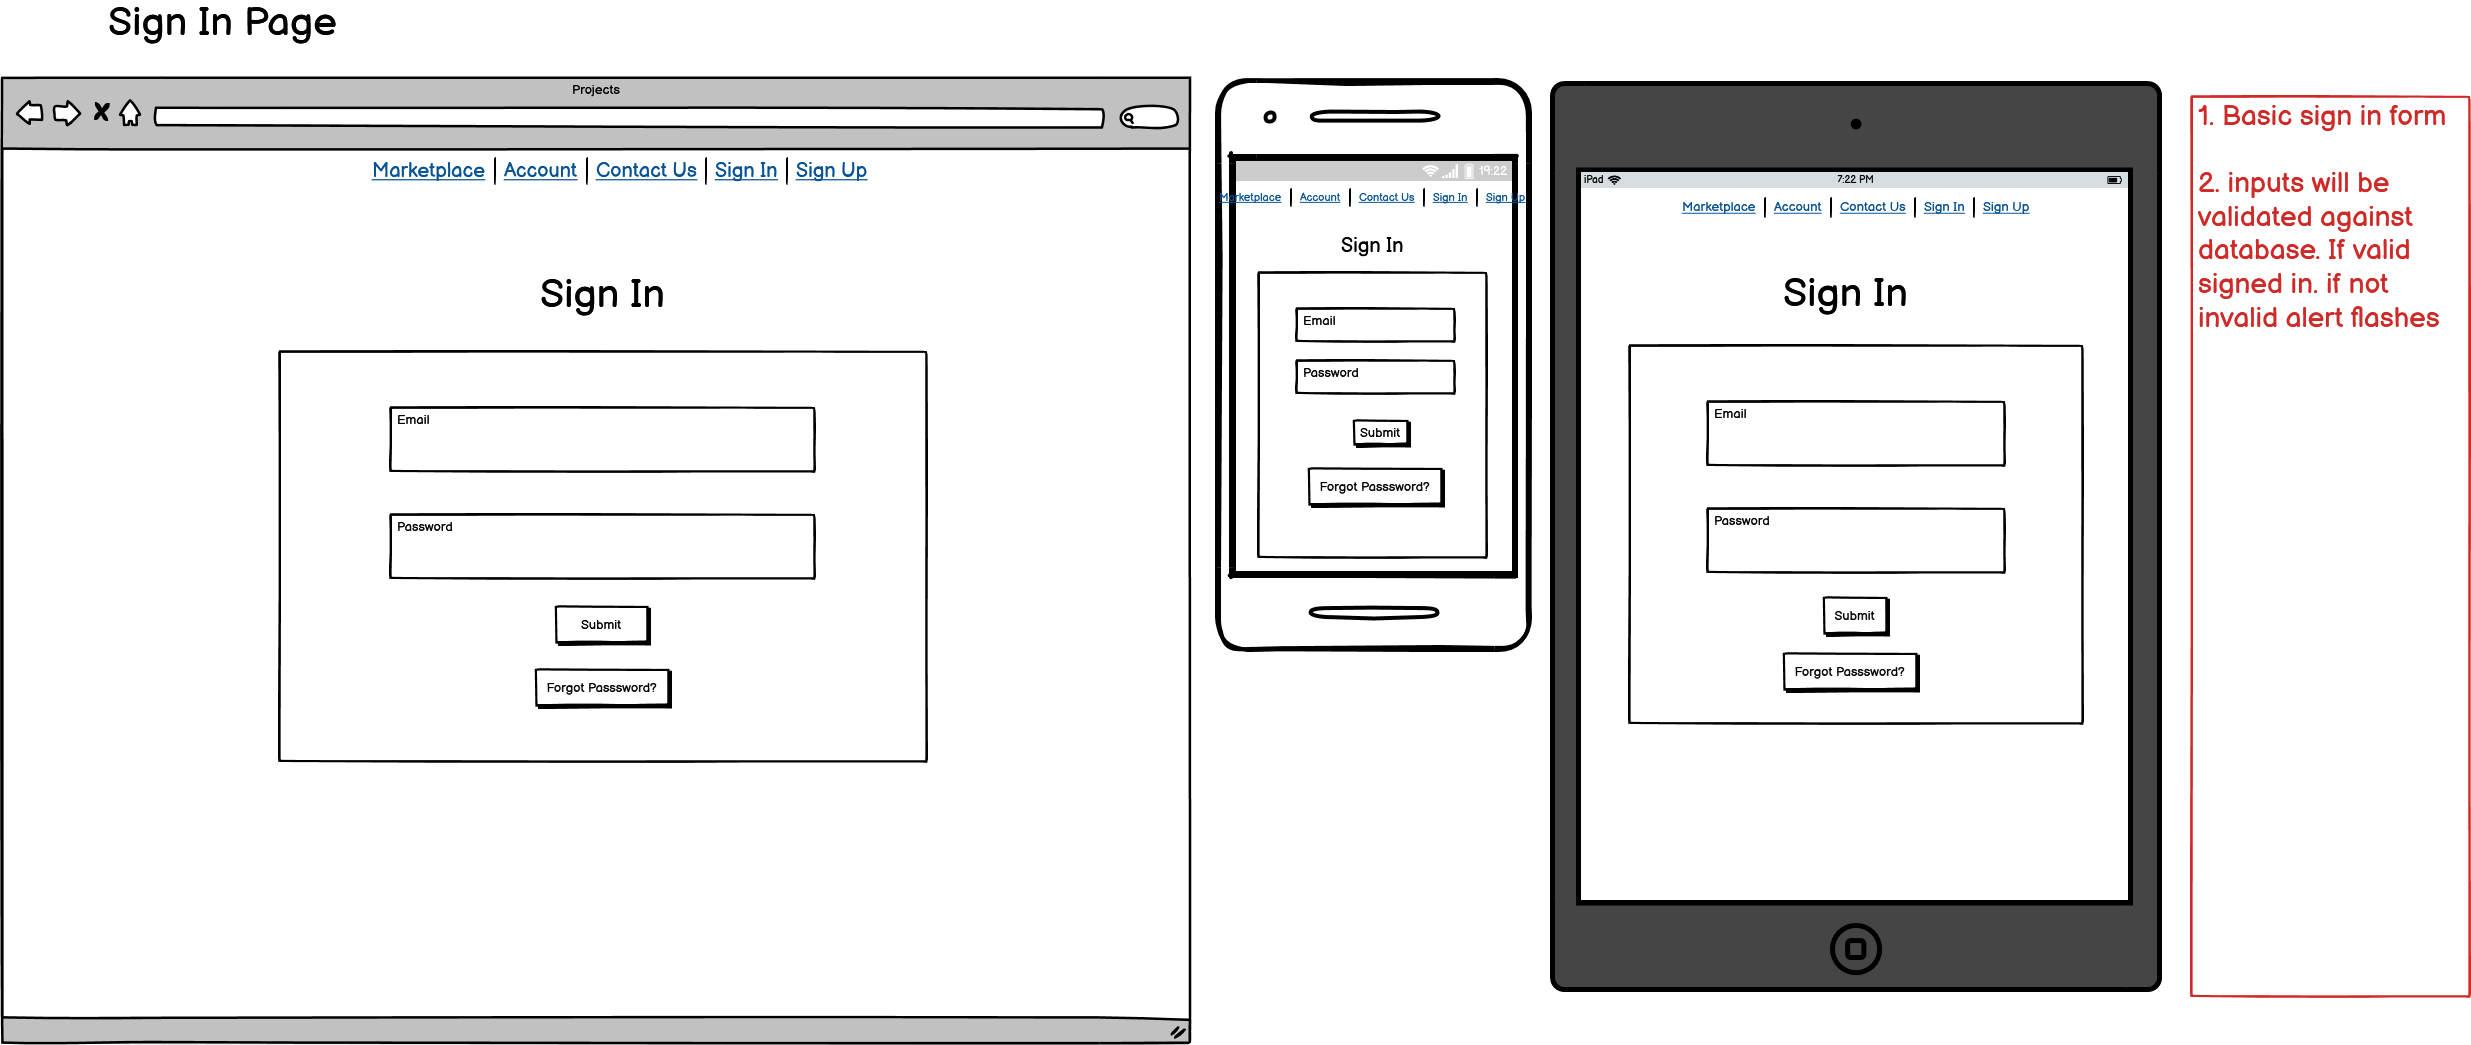 Sign In Page
Projects
Marketplace Account Contact Us Sign In Sign Up
Sign In
Email
Password
Submit
Forgot Passsword?
19:22
Marketplace Account Contact Us Sign In Sign Up
Sign In
Email
Password
Submit
Forgot Passsword?
iPad 7:22 PM
Marketplace Account Contact Us Sign In Sign Up
Sign In
Email
Password
Submit
Forgot Passsword?
1. Basic sign in form
2. inputs will be
validated against
database. If valid
signed in. if not
invalid alert flashes